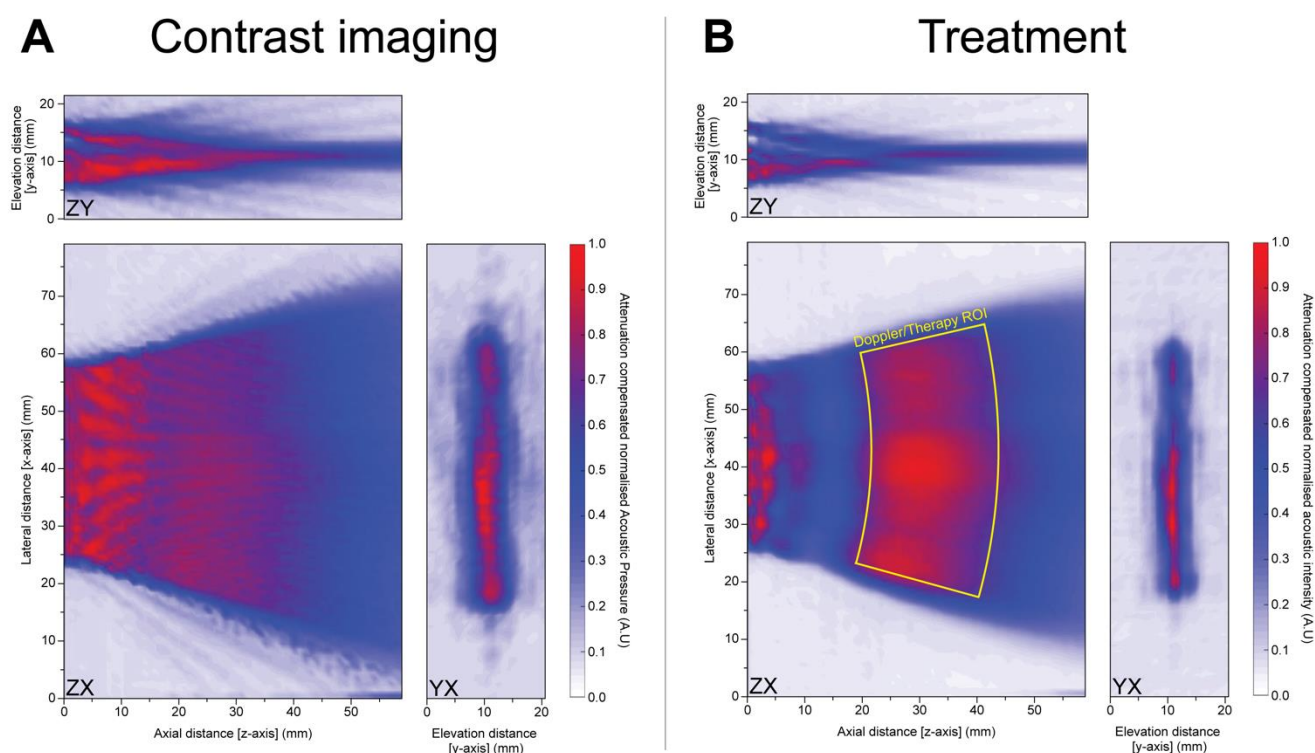 A Contrast imaging
Elevation distance
[y-axis] (mm)
20
10
0
ZY
Lateral distance [x-axis] (mm)
70
60
50
40
30
20
10
0
ZX
0 10 20 30 40 50
Axial distance [z-axis] (mm)
YX
0 10 20
Elevation distance
[y-axis] (mm)
1.0
0.9
0.8
0.7
0.6
0.5
0.4
0.3
0.2
0.1
0.0
Attenuation compensated normalised Acoustic Pressure (A.U)
B Treatment
Elevation distance
[y-axis] (mm)
20
10
0
ZY
Lateral distance [x-axis] (mm)
70
60
50
40
30
20
10
0
Doppler/Therapy ROI
ZX
0 10 20 30 40 50
Axial distance [z-axis] (mm)
YX
0 10 20
Elevation distance
[y-axis] (mm)
1.0
0.9
0.8
0.7
0.6
0.5
0.4
0.3
0.2
0.1
0.0
Attenuation compensated normalised acoustic intensity (A.U)